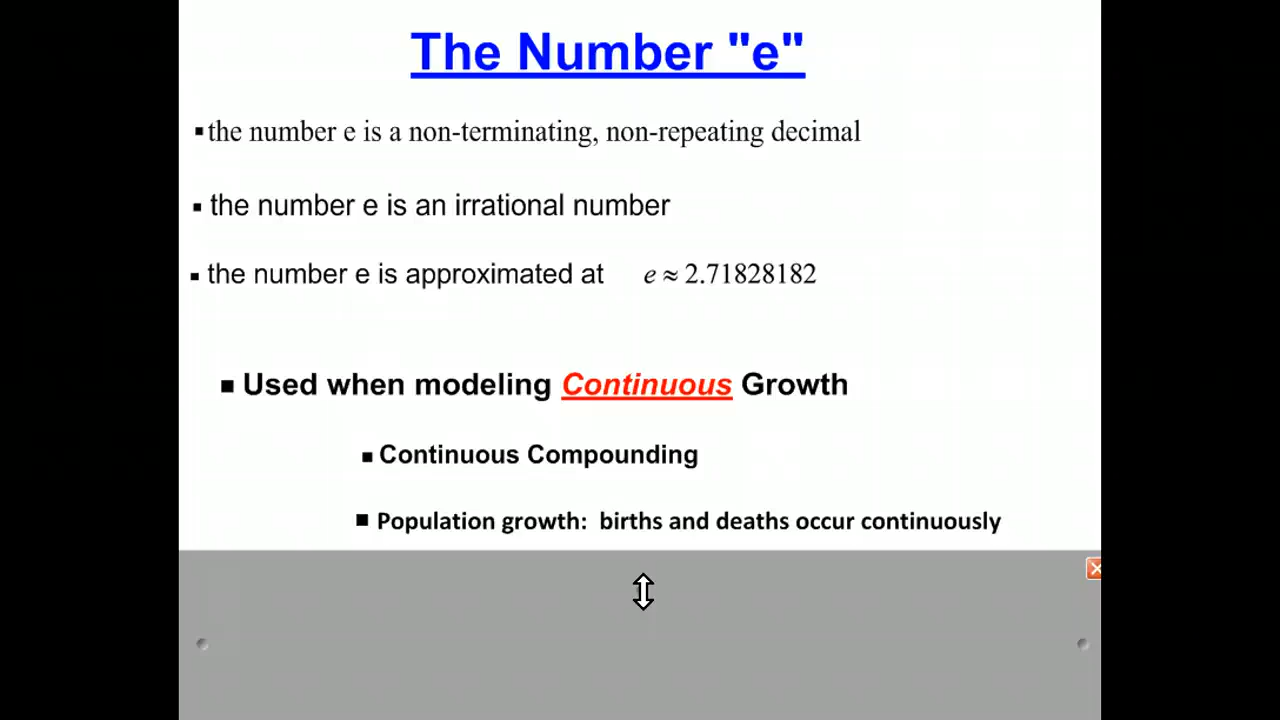 The Number "e"
▪the number e is a non-terminating, non-repeating decimal
▪ the number e is an irrational number
▪ the number e is approximated at e ≈ 2.71828182
▪ Used when modeling Continuous Growth
▪ Continuous Compounding
▪ Population growth: births and deaths occur continuously